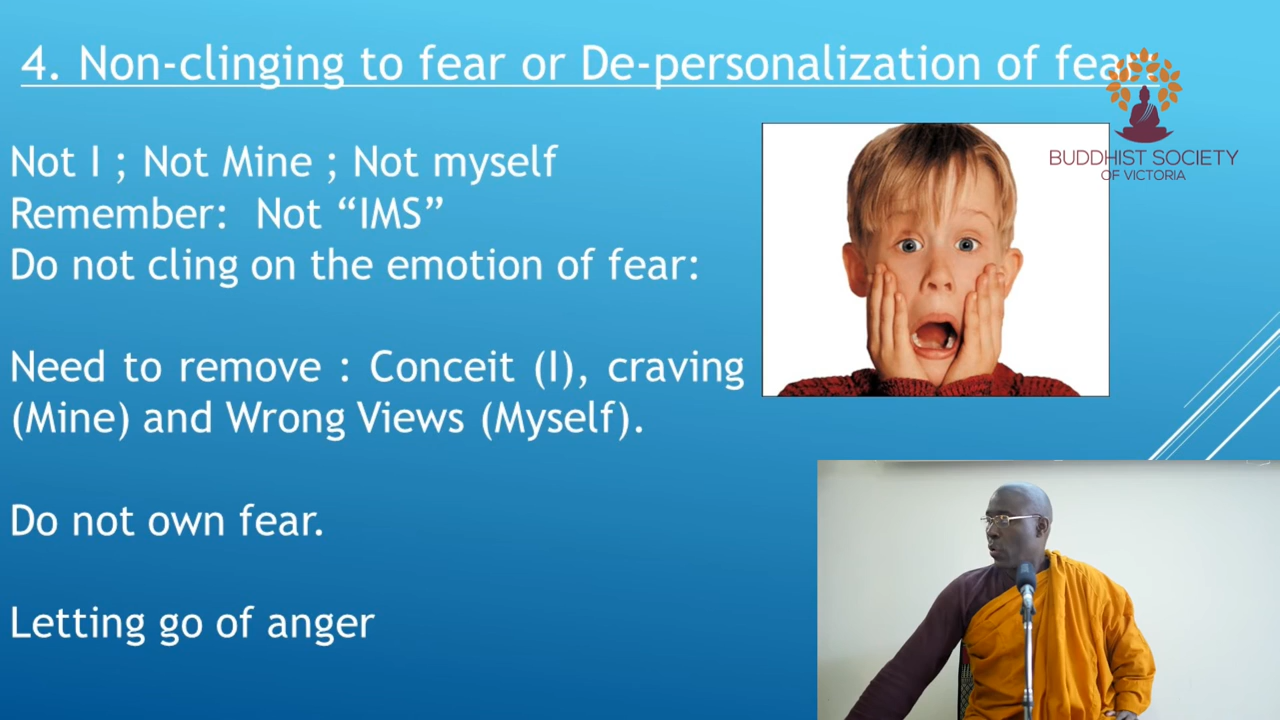 4. Non-clinging to fear or De-personalization of fear:
Not I ; Not Mine ; Not myself
Remember: Not “IMS”
Do not cling on the emotion of fear:
Need to remove : Conceit (I), craving
(Mine) and Wrong Views (Myself).
Do not own fear.
Letting go of anger
BUDDHIST SOCIETY
OF VICTORIA